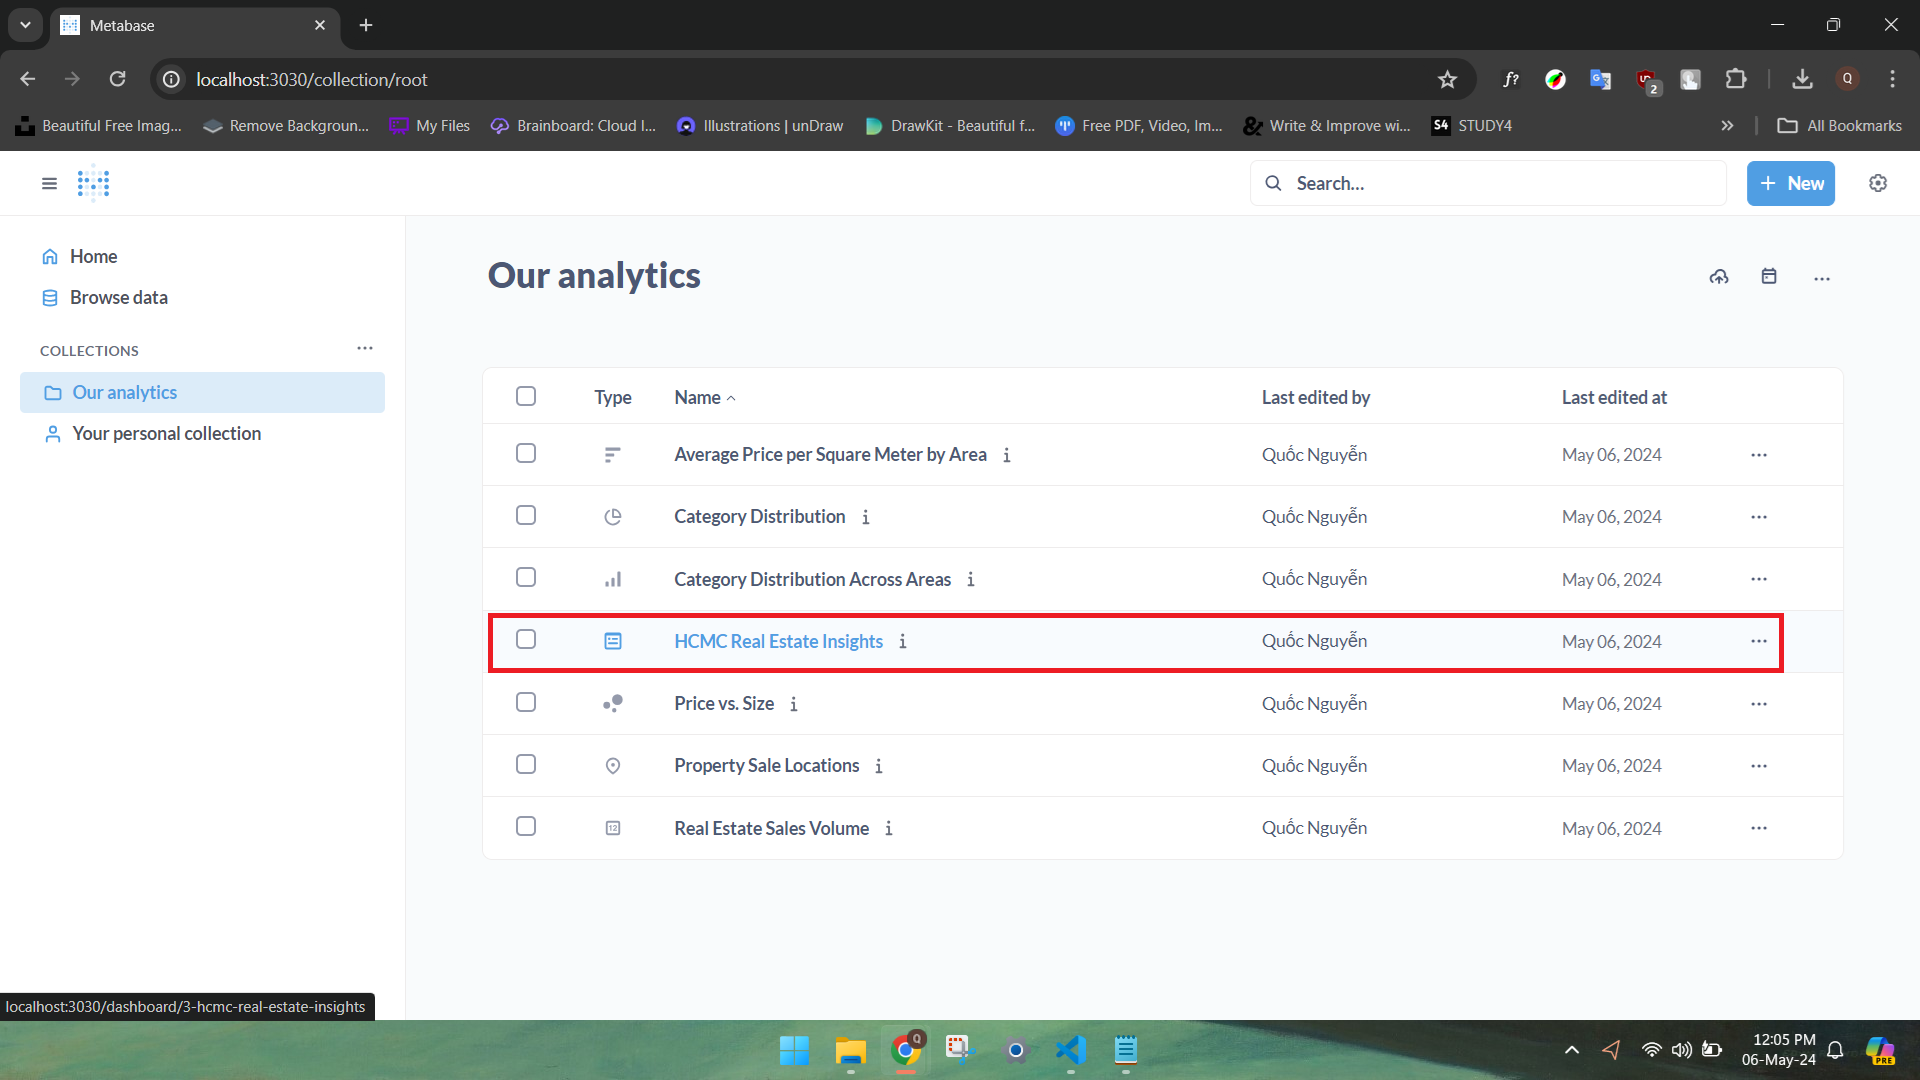 Metabase
localhost:3030/collection/root
f?
2
Q
Beautiful Free Imag...
Remove Backgroun...
My Files
Brainboard: Cloud I...
Illustrations | unDraw
DrawKit - Beautiful f...
Free PDF, Video, Im...
Write & Improve wi...
S4 STUDY4
All Bookmarks
Search...
+ New
Home
Browse data
COLLECTIONS
Our analytics
Your personal collection
Our analytics
Type Name Last edited by Last edited at
Average Price per Square Meter by Area Quốc Nguyễn May 06, 2024
Category Distribution Quốc Nguyễn May 06, 2024
Category Distribution Across Areas Quốc Nguyễn May 06, 2024
HCMC Real Estate Insights Quốc Nguyễn May 06, 2024
Price vs. Size Quốc Nguyễn May 06, 2024
Property Sale Locations Quốc Nguyễn May 06, 2024
12 Real Estate Sales Volume Quốc Nguyễn May 06, 2024
localhost:3030/dashboard/3-hcmc-real-estate-insights
Q
12:05 PM
06-May-24
PRE